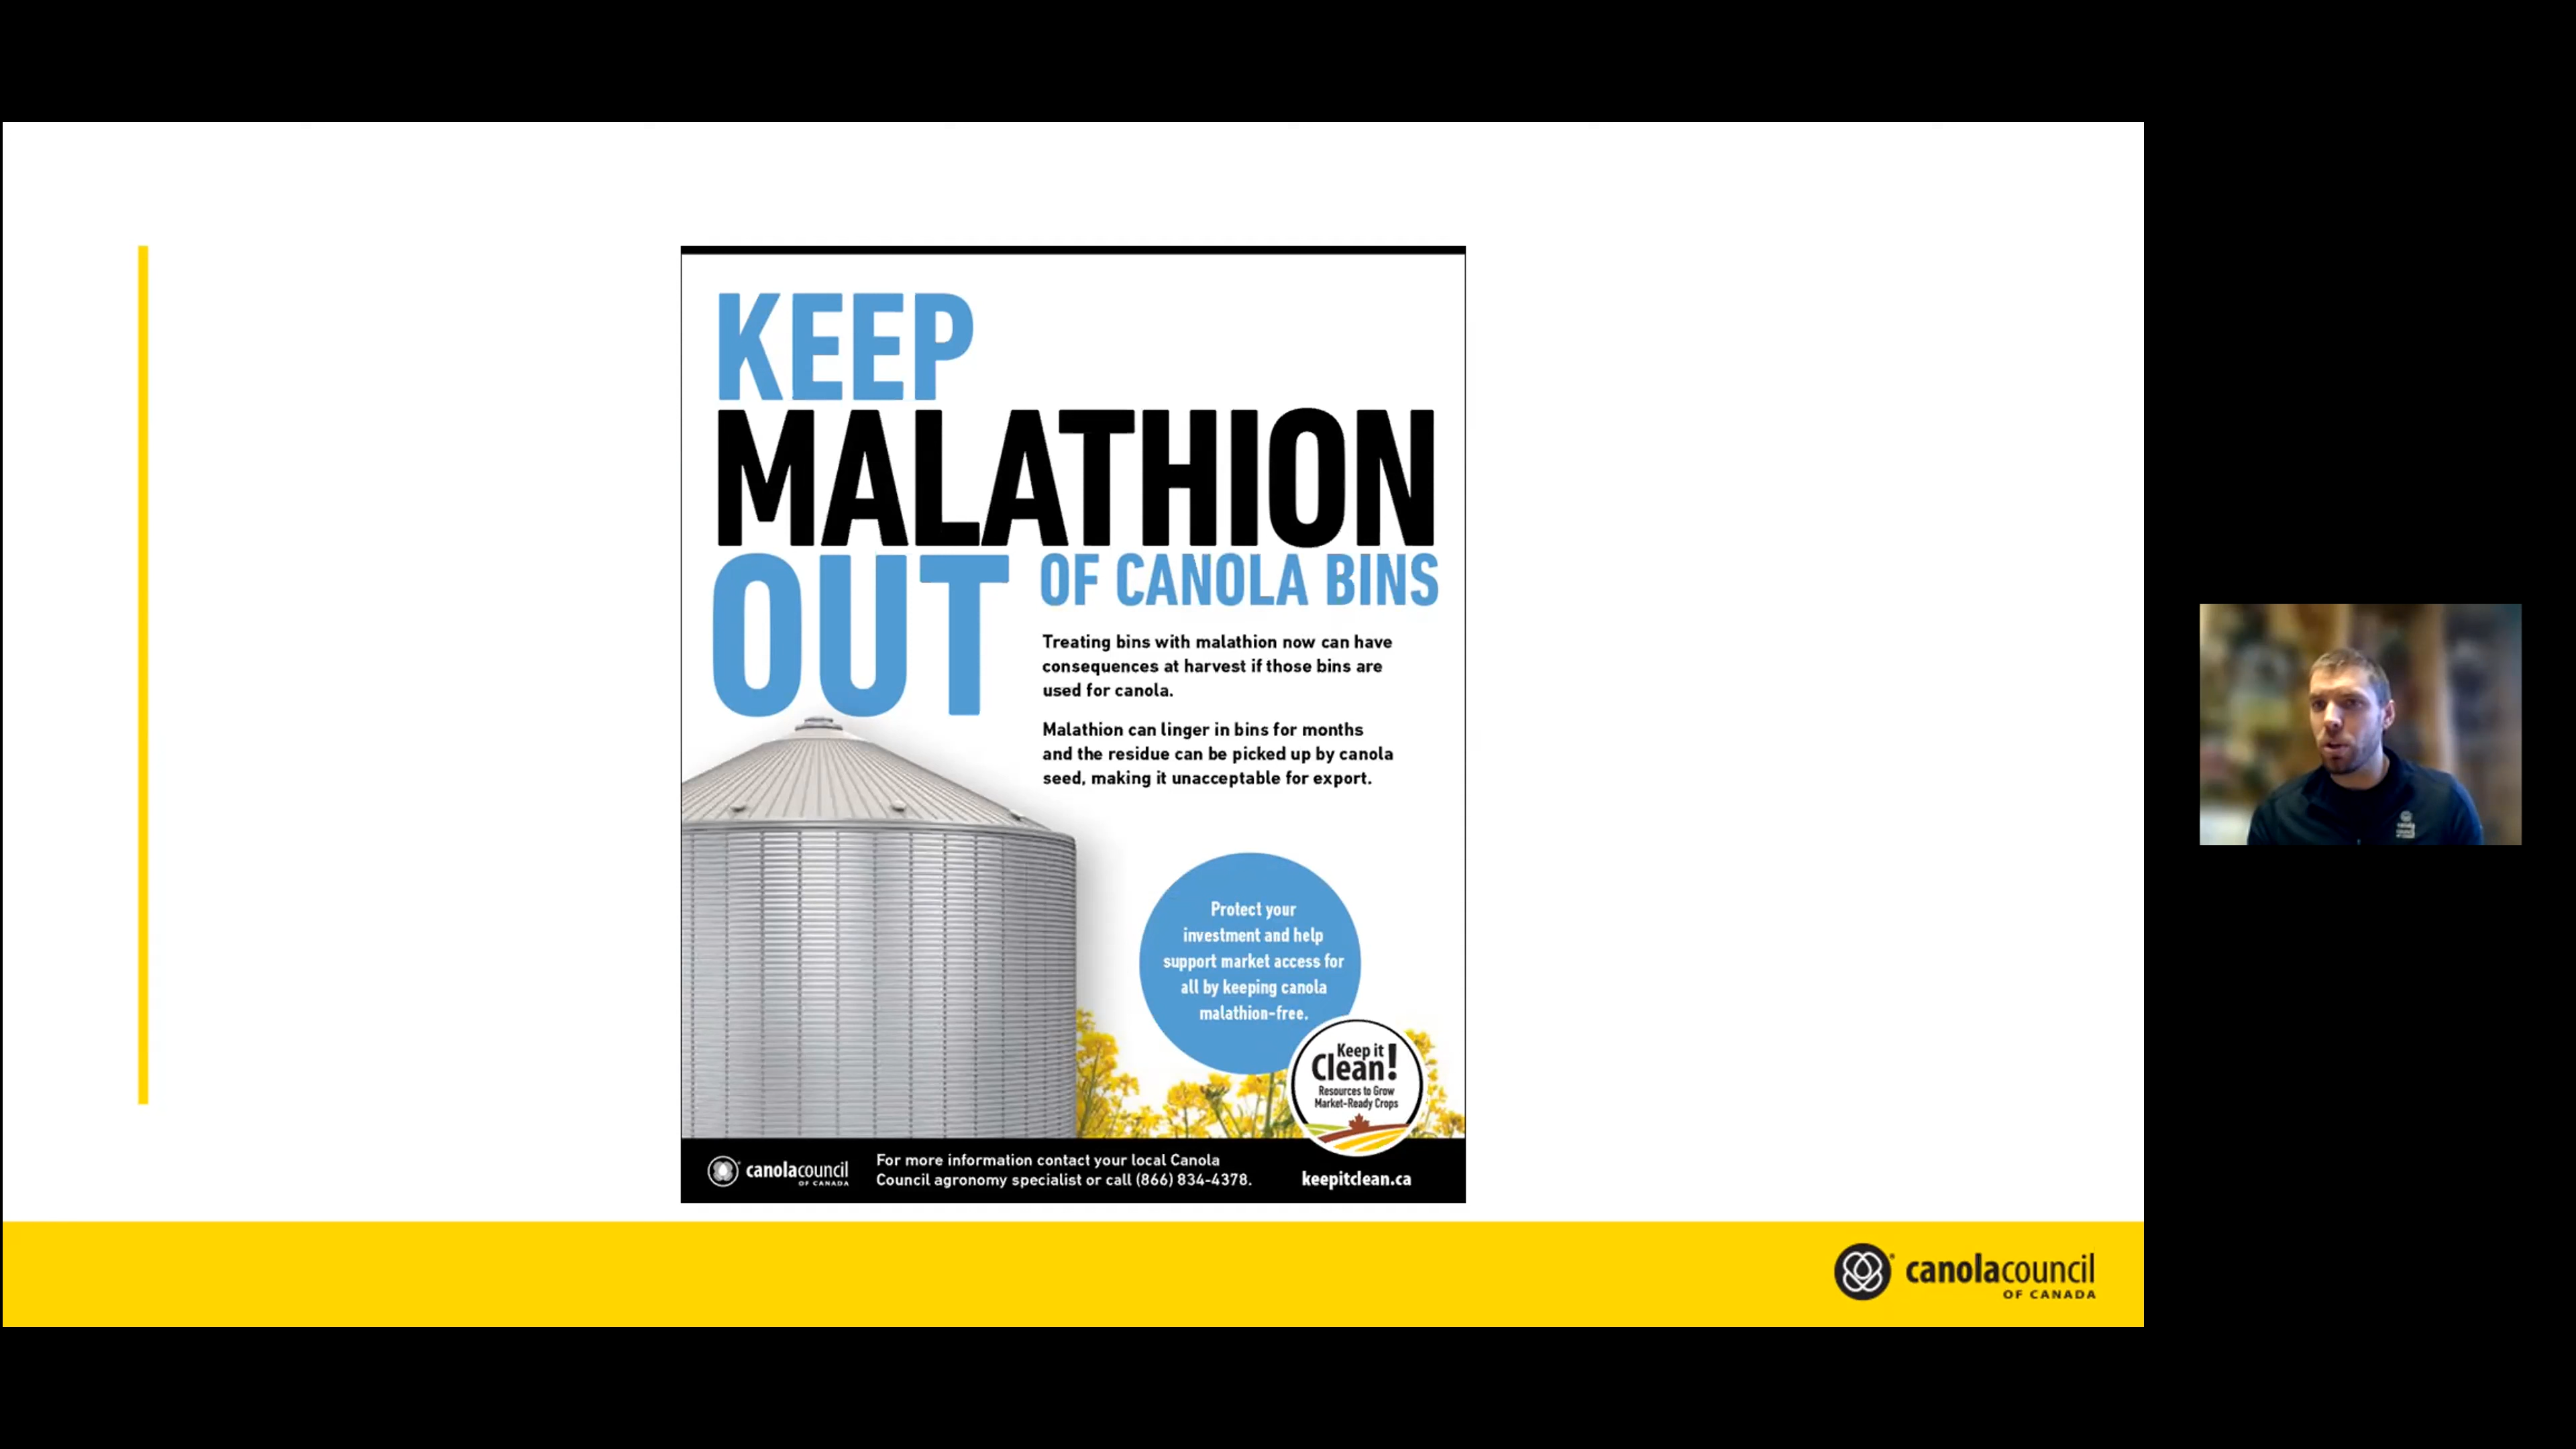 KEEP
MALATHION
OUT OF CANOLA BINS
Treating bins with malathion now can have
consequences at harvest if those bins are
used for canola.
Malathion can linger in bins for months
and the residue can be picked up by canola
seed, making it unacceptable for export.
Protect your
investment and help
support market access for
all by keeping canola
malathion-free.
Keep it
Clean!
Resources to Grow
Market-Ready Crops
canolacouncil
OF CANADA
For more information contact your local Canola
Council agronomy specialist or call (866) 834-4378.
keepitclean.ca
canolacouncil
OF CANADA